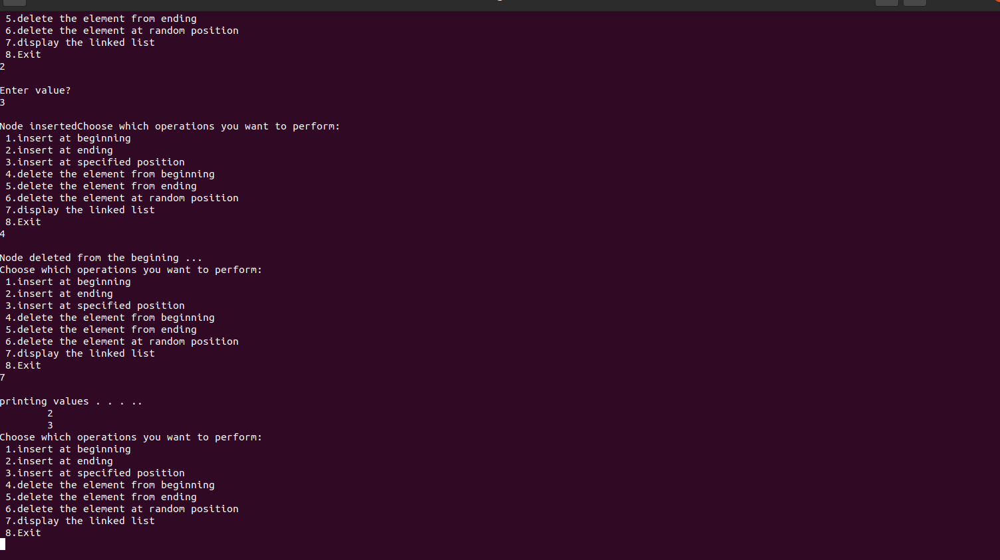 5.delete the element from ending
6.delete the element at random position
7.display the linked list
8.Exit
2
Enter value?
3
Node insertedChoose which operations you want to perform:
1.insert at beginning
2.insert at ending
3.insert at specified position
4.delete the element from beginning
5.delete the element from ending
6.delete the element at random position
7.display the linked list
8.Exit
4
Node deleted from the begining ...
Choose which operations you want to perform:
1.insert at beginning
2.insert at ending
3.insert at specified position
4.delete the element from beginning
5.delete the element from ending
6.delete the element at random position
7.display the linked list
8.Exit
7
printing values . . . ..
2
3
Choose which operations you want to perform:
1.insert at beginning
2.insert at ending
3.insert at specified position
4.delete the element from beginning
5.delete the element from ending
6.delete the element at random position
7.display the linked list
8.Exit